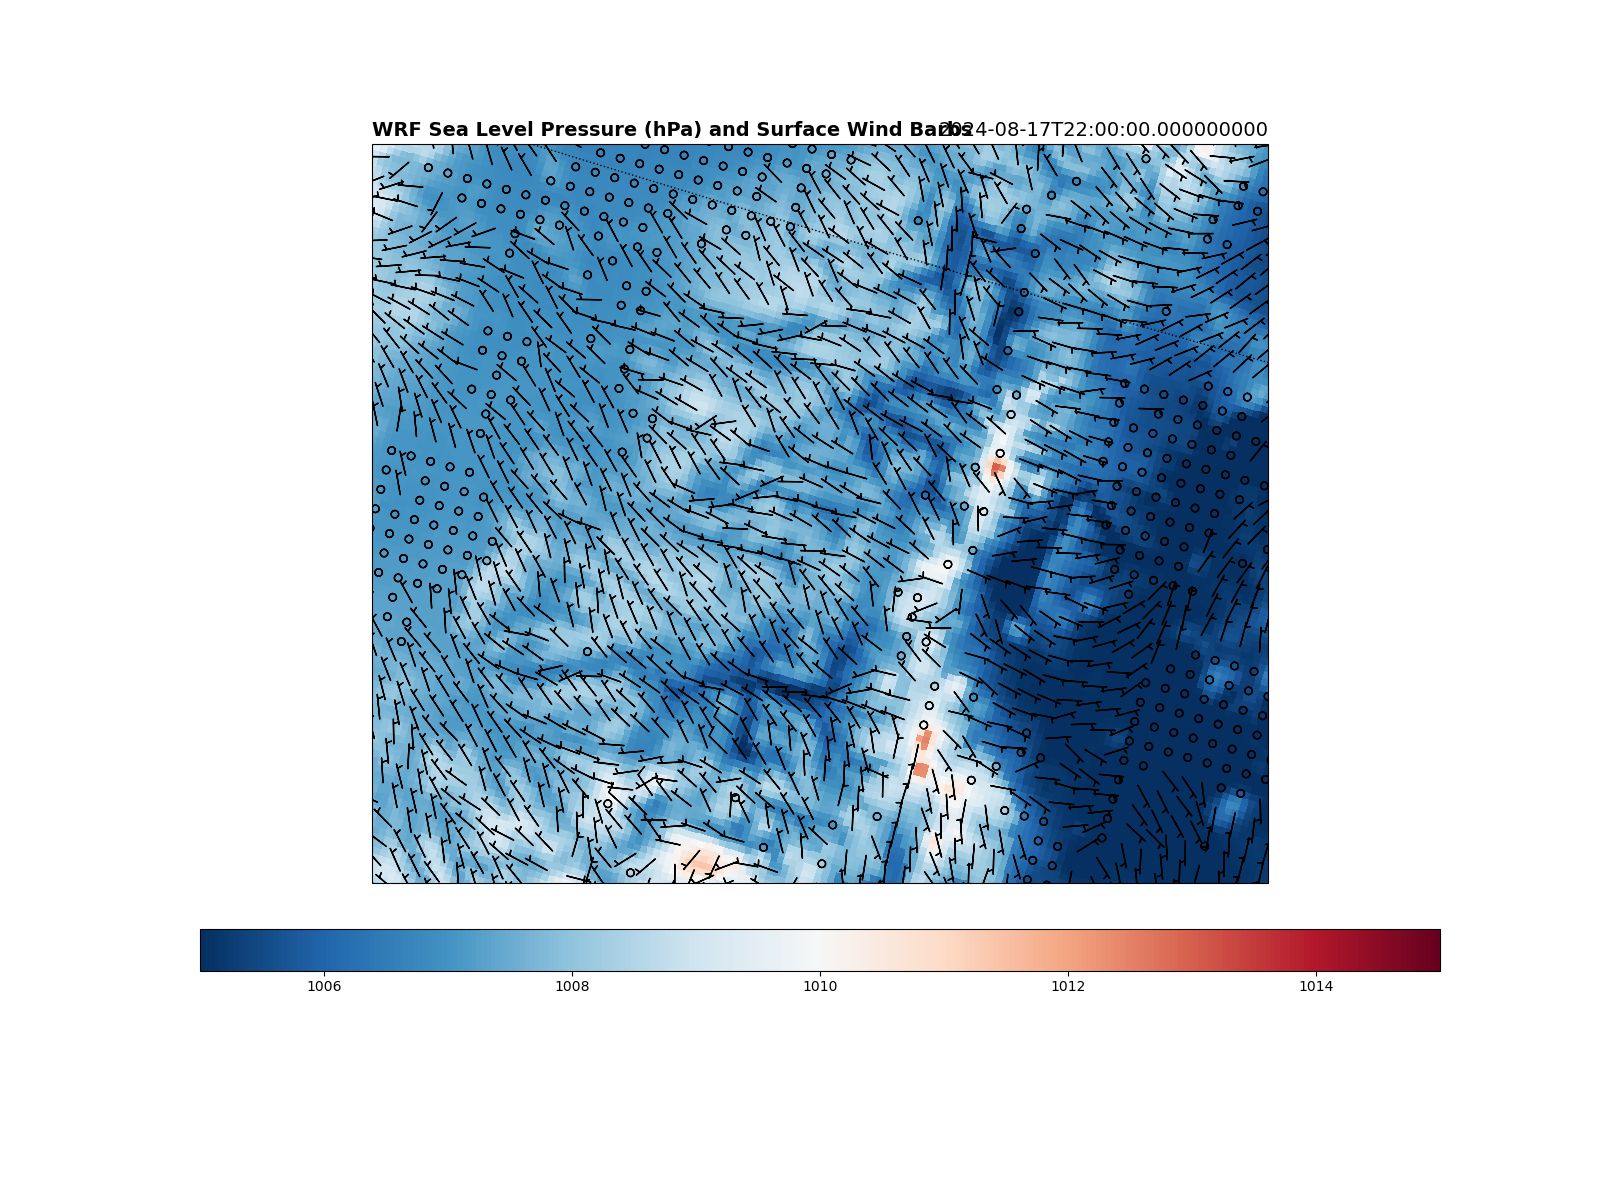 WRF Sea Level Pressure (hPa) and Surface Wind Barbs
2024-08-17T22:00:00.000000000
1006 1008 1010 1012 1014